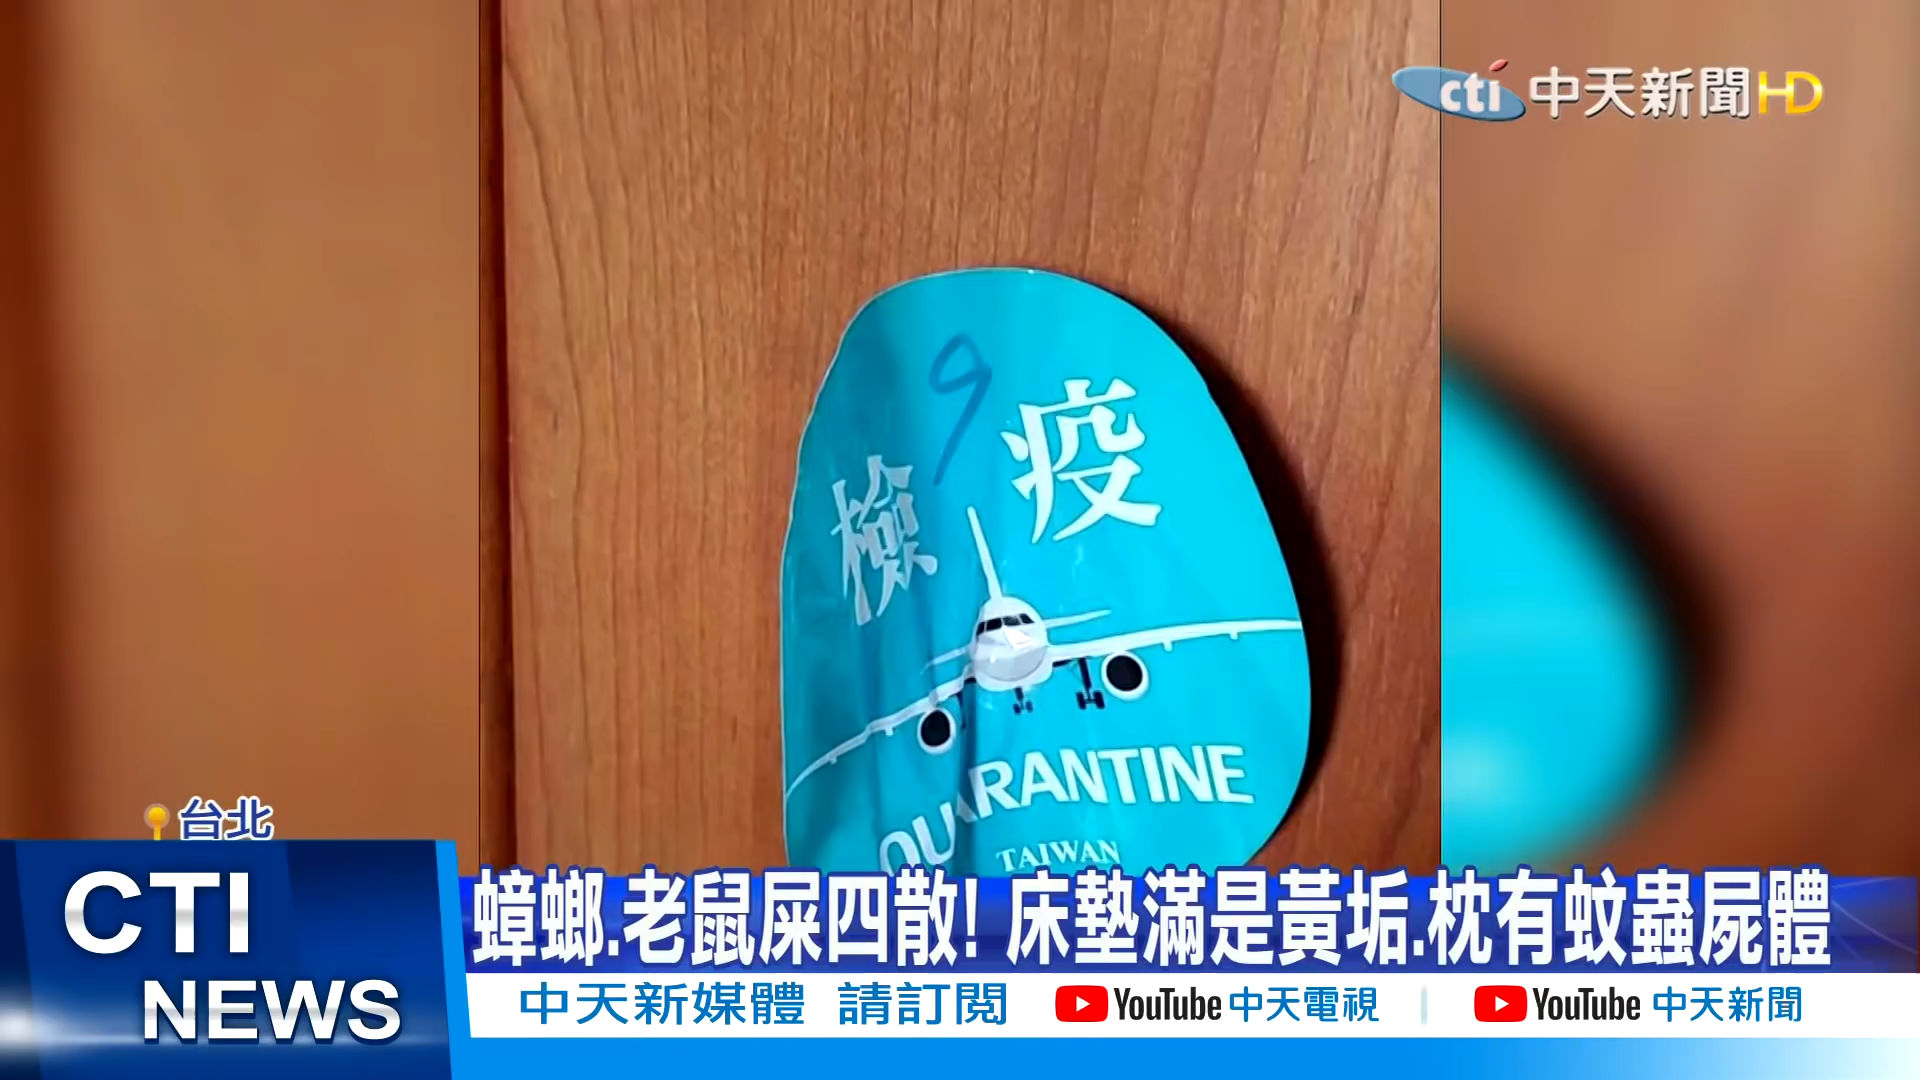 cti 中天新聞HD
9
檢疫
QUARANTINE
TAIWAN
台北
CTI
NEWS
蟑螂.老鼠屎四散! 床墊滿是黃垢.枕有蚊蟲屍體
中天新媒體 請訂閱 YouTube 中天電視 | YouTube 中天新聞